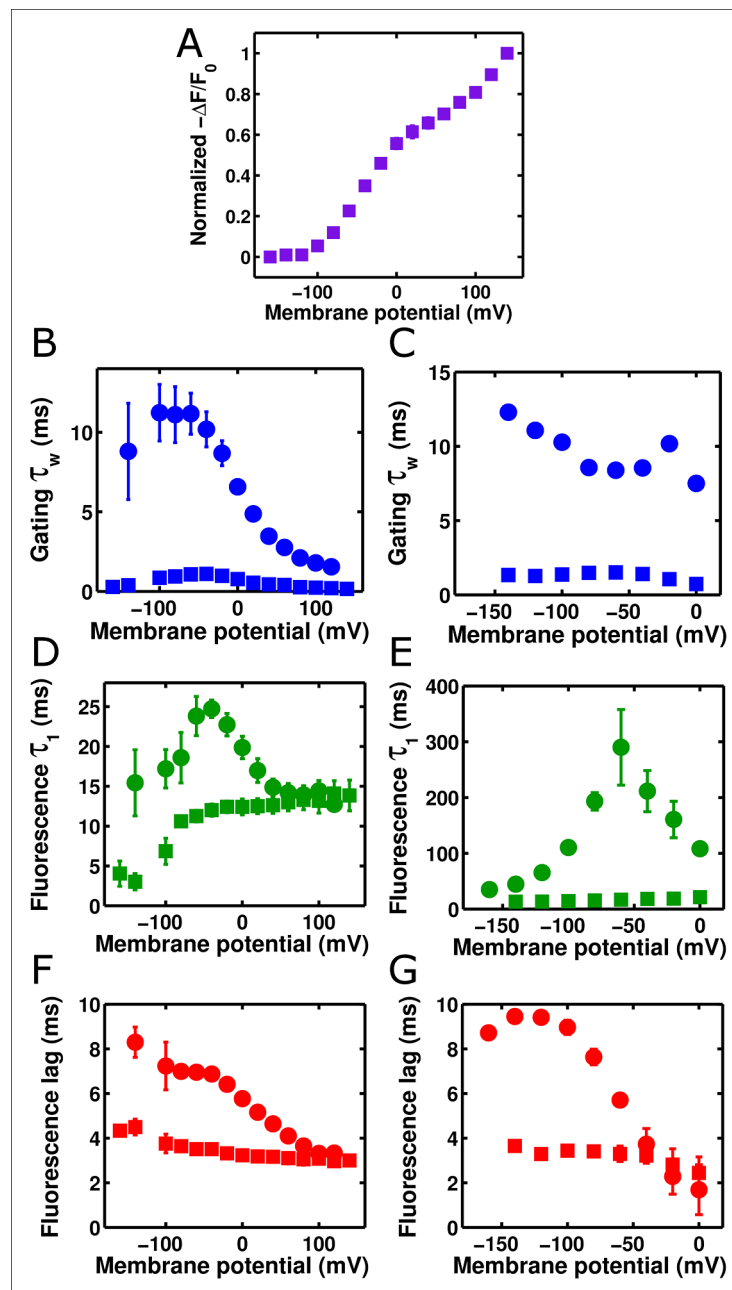 A
Normalized −ΔF/F0
1
0.8
0.6
0.4
0.2
0
−100 0 100
Membrane potential (mV)
B
Gating τw (ms)
10
5
0
−100 0 100
Membrane potential (mV)
C
Gating τw (ms)
15
10
5
0
−150 −100 −50 0
Membrane potential (mV)
D
Fluorescence τ1 (ms)
25
20
15
10
5
0
−100 0 100
Membrane potential (mV)
E
Fluorescence τ1 (ms)
400
300
200
100
0
−150 −100 −50 0
Membrane potential (mV)
F
Fluorescence lag (ms)
10
8
6
4
2
0
−100 0 100
Membrane potential (mV)
G
Fluorescence lag (ms)
10
8
6
4
2
0
−150 −100 −50 0
Membrane potential (mV)